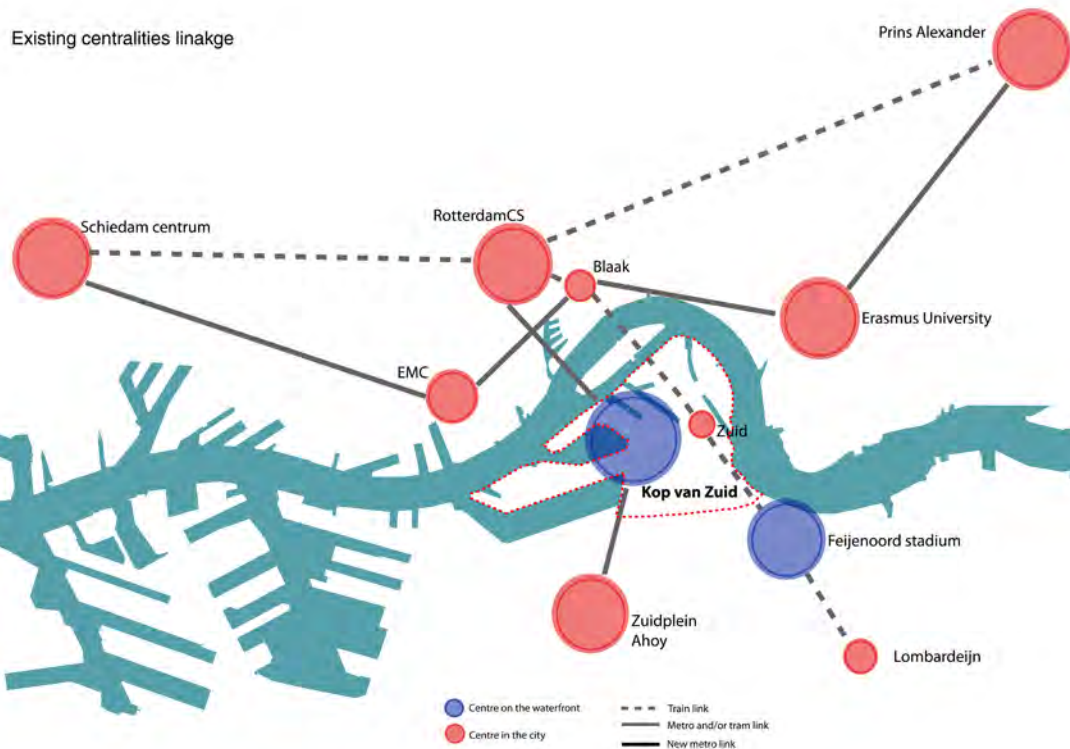 Existing centralities linakge
Prins Alexander
Schiedam centrum
RotterdamCS
Blaak
Erasmus University
EMC
Zuid
Kop van Zuid
Feijenoord stadium
Zuidplein
Ahoy
Lombardeijn
Centre on the waterfront
Centre in the city
Train link
Metro and/or tram link
New metro link